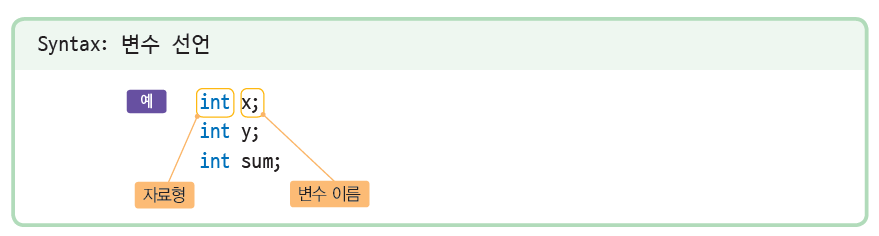 Syntax: 변수 선언
예 int x;
int y;
int sum;
자료형 변수 이름